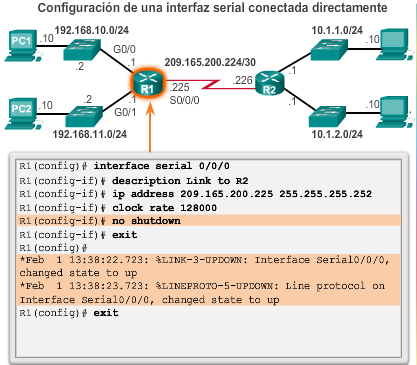 Configuración de una interfaz serial conectada directamente
192.168.10.0/24
10.1.1.0/24
PC1
.10
G0/0
.2
.1
209.165.200.224/30
.10
.1
R1
.225
S0/0/0
.226
R2
.1
PC2
.10
.2
.1
G0/1
192.168.11.0/24
.10
10.1.2.0/24
R1(config)# interface serial 0/0/0
R1(config-if)# description Link to R2
R1(config-if)# ip address 209.165.200.225 255.255.255.252
R1(config-if)# clock rate 128000
R1(config-if)# no shutdown
R1(config-if)# exit
R1(config)#
*Feb 1 13:38:22.723: %LINK-3-UPDOWN: Interface Serial0/0/0,
changed state to up
*Feb 1 13:38:23.723: %LINEPROTO-5-UPDOWN: Line protocol on
Interface Serial0/0/0, changed state to up
R1(config)# exit